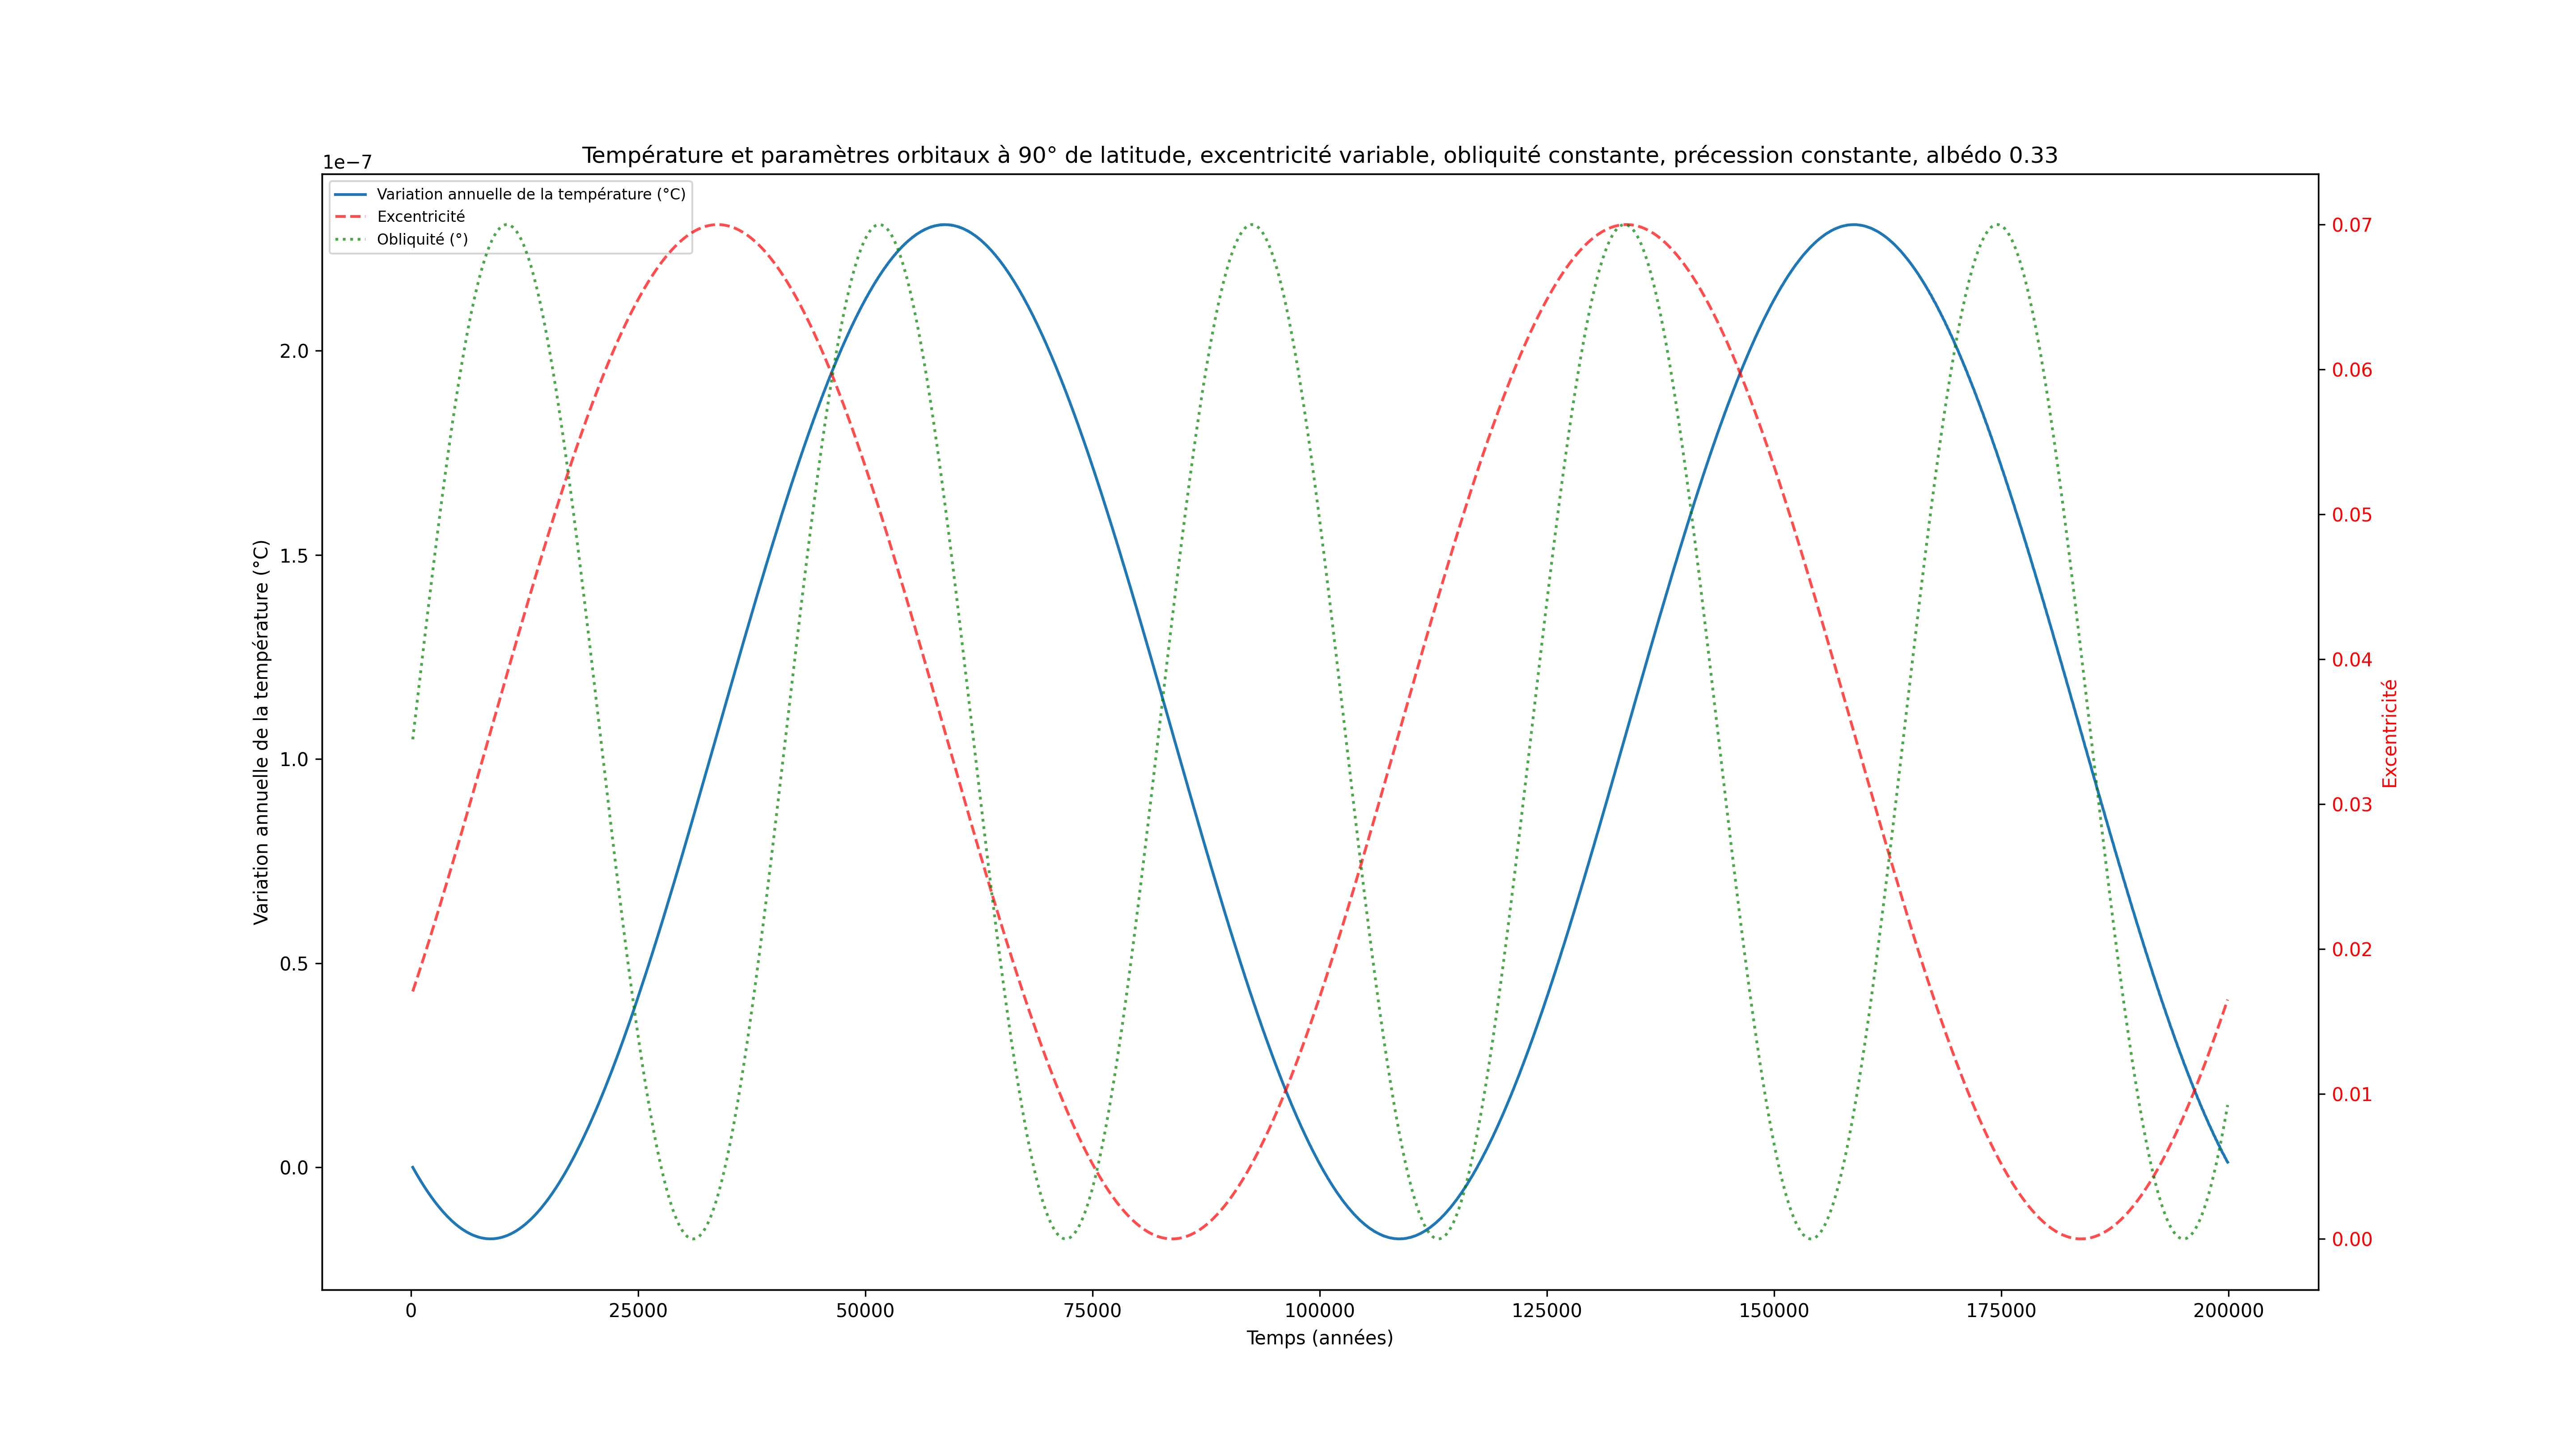 Température et paramètres orbitaux à 90° de latitude, excentricité variable, obliquité constante, précession constante, albédo 0.33
1e−7
Variation annuelle de la température (°C)
Excentricité
Obliquité (°)
Variation annuelle de la température (°C)
2.0
1.5
1.0
0.5
0.0
0.07
0.06
0.05
0.04
0.03
0.02
0.01
0.00
Excentricité
0 25000 50000 75000 100000 125000 150000 175000 200000
Temps (années)